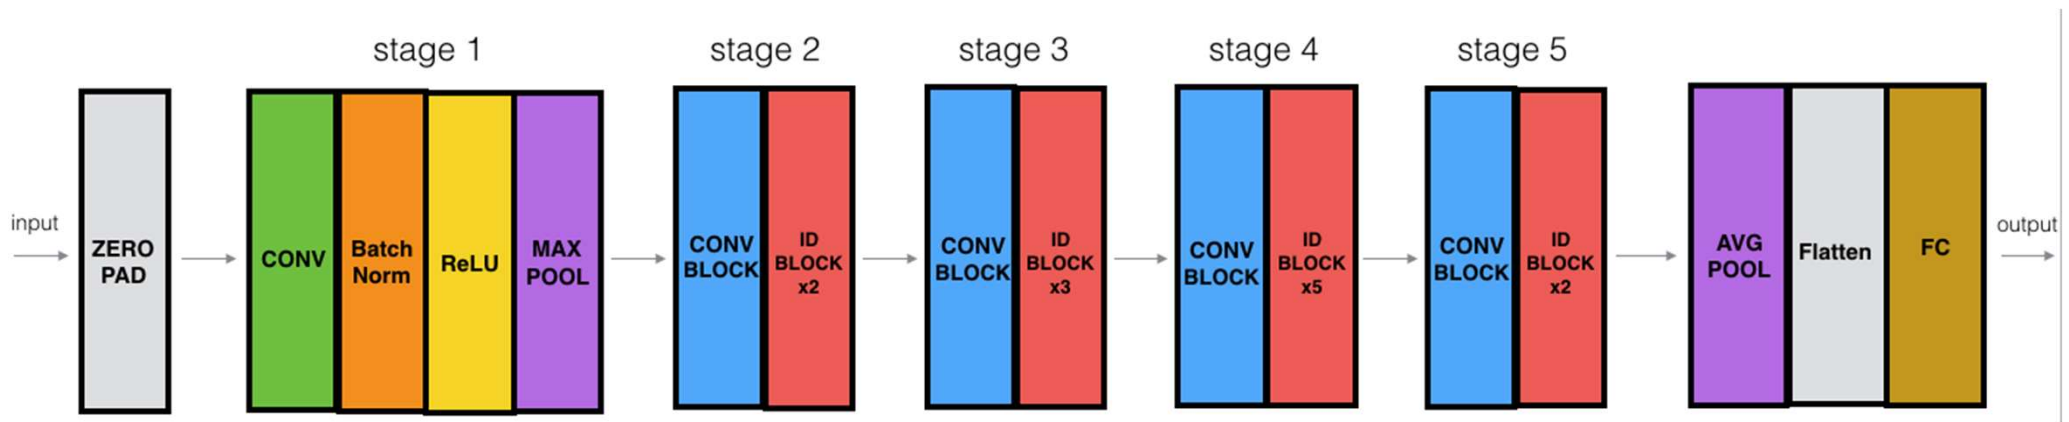 stage 1
stage 2
stage 3
stage 4
stage 5
input
ZERO
PAD
CONV
Batch
Norm
ReLU
MAX
POOL
CONV
BLOCK
ID
BLOCK
x2
CONV
BLOCK
ID
BLOCK
x3
CONV
BLOCK
ID
BLOCK
x5
CONV
BLOCK
ID
BLOCK
x2
AVG
POOL
Flatten
FC
output